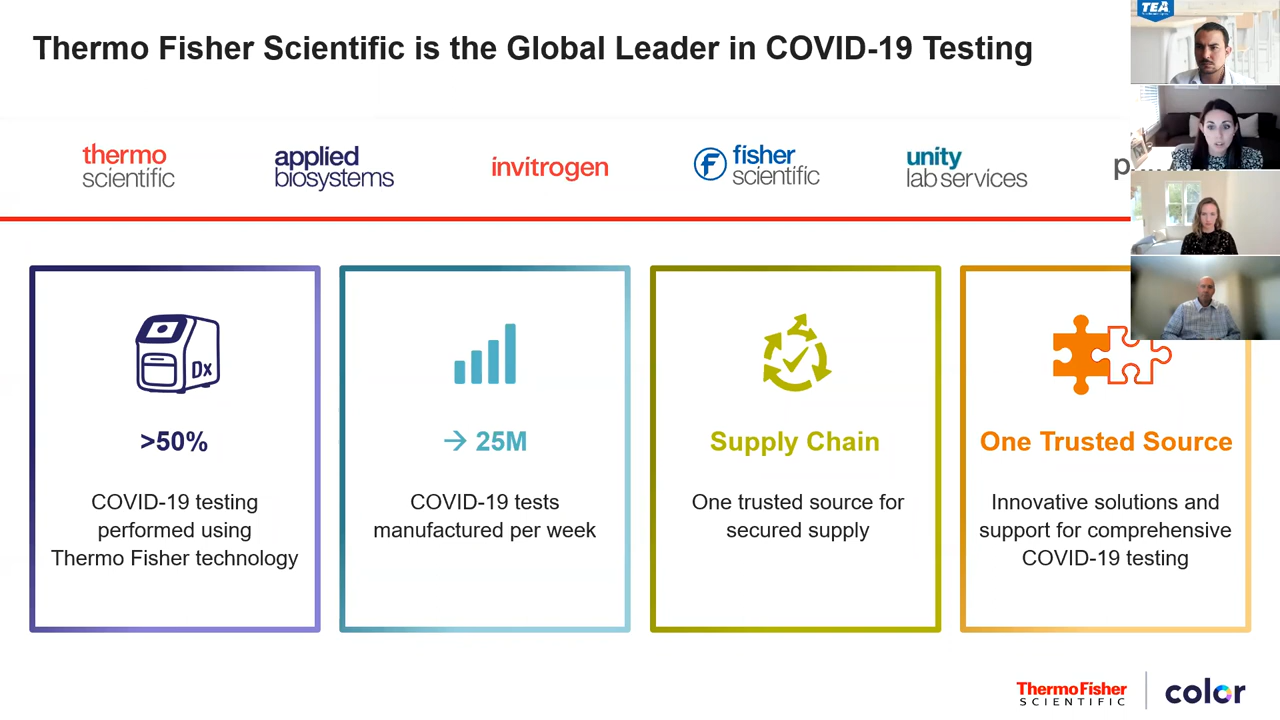 Thermo Fisher Scientific is the Global Leader in COVID-19 Testing
TEA
thermo
scientific
applied
biosystems
invitrogen
fisher
scientific
unity
lab services
Dx
>50%
COVID-19 testing
performed using
Thermo Fisher technology
→ 25M
COVID-19 tests
manufactured per week
Supply Chain
One trusted source for
secured supply
One Trusted Source
Innovative solutions and
support for comprehensive
COVID-19 testing
ThermoFisher
SCIENTIFIC
color